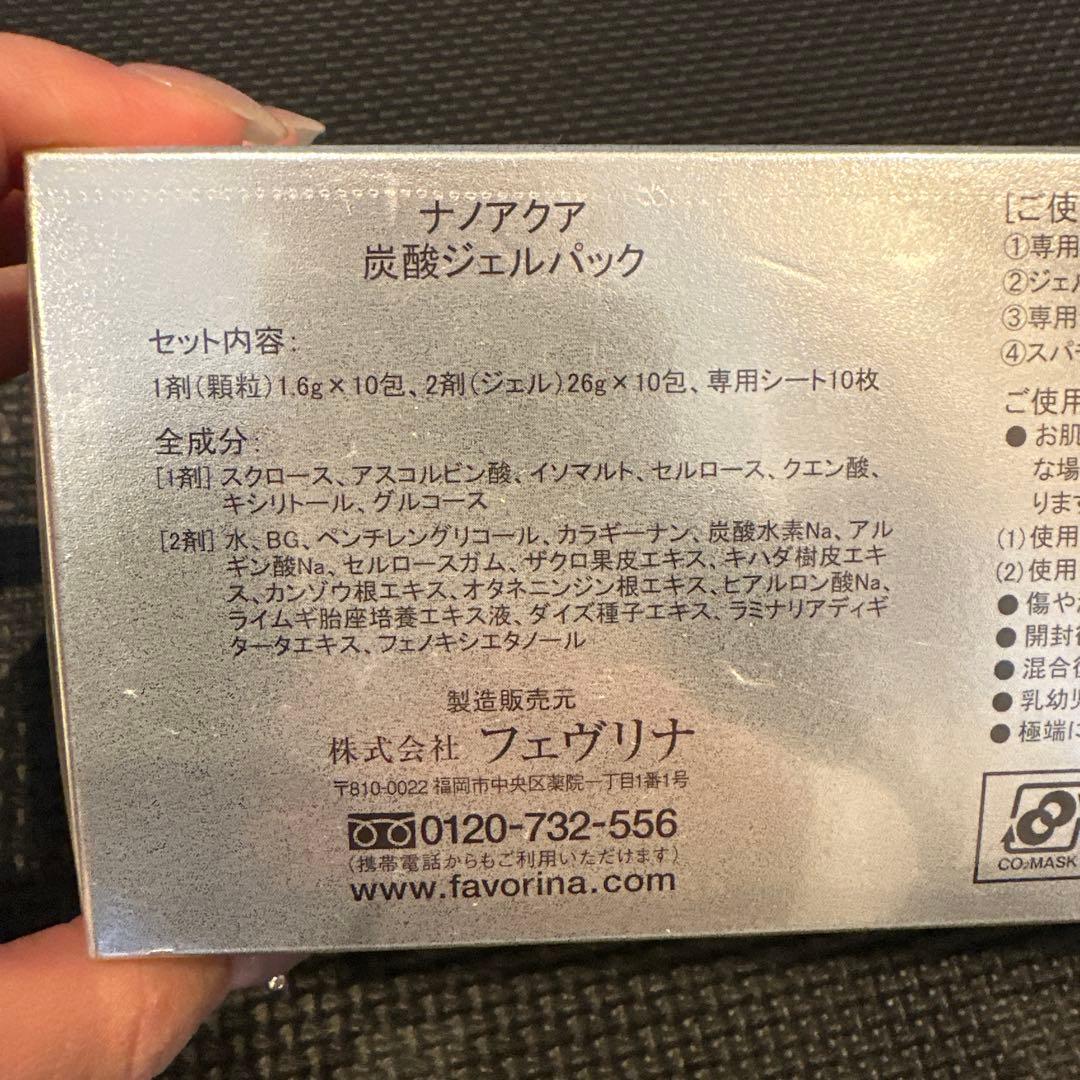 ナノアクア
炭酸ジェルパック
セット内容:
1剤(顆粒)1.6g×10包、2剤(ジェル)26g×10包、専用シート10枚
全成分:
[1剤] スクロース、アスコルビン酸、イソマルト、セルロース、クエン酸、
キシリトール、グルコース
[2剤] 水、BG、ペンチレングリコール、カラギーナン、炭酸水素Na、アル
ギン酸Na、セルロースガム、ザクロ果皮エキス、キハダ樹皮エキ
ス、カンゾウ根エキス、オタネニンジン根エキス、ヒアルロン酸Na、
ライムギ胎座培養エキス液、ダイズ種子エキス、ラミナリアディギ
タータエキス、フェノキシエタノール
製造販売元
株式会社 フェヴリナ
〒810-0022 福岡市中央区薬院一丁目1番1号
0120-732-556
(携帯電話からもご利用いただけます)
www.favorina.com
[ご使
①専用
②ジェル
③専用
④スパ
ご使用
● お肌
な場
ります
(1) 使用
(2) 使用
● 傷や
● 開封後
● 混合後
● 乳幼児
● 極端に
CO₂MASK